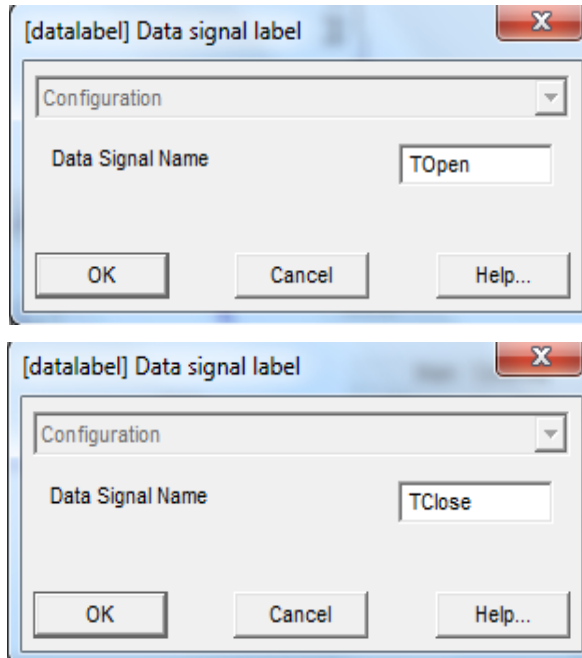 [datalabel] Data signal label
Configuration
Data Signal Name TOpen
OK Cancel Help...
[datalabel] Data signal label
Configuration
Data Signal Name TClose
OK Cancel Help...